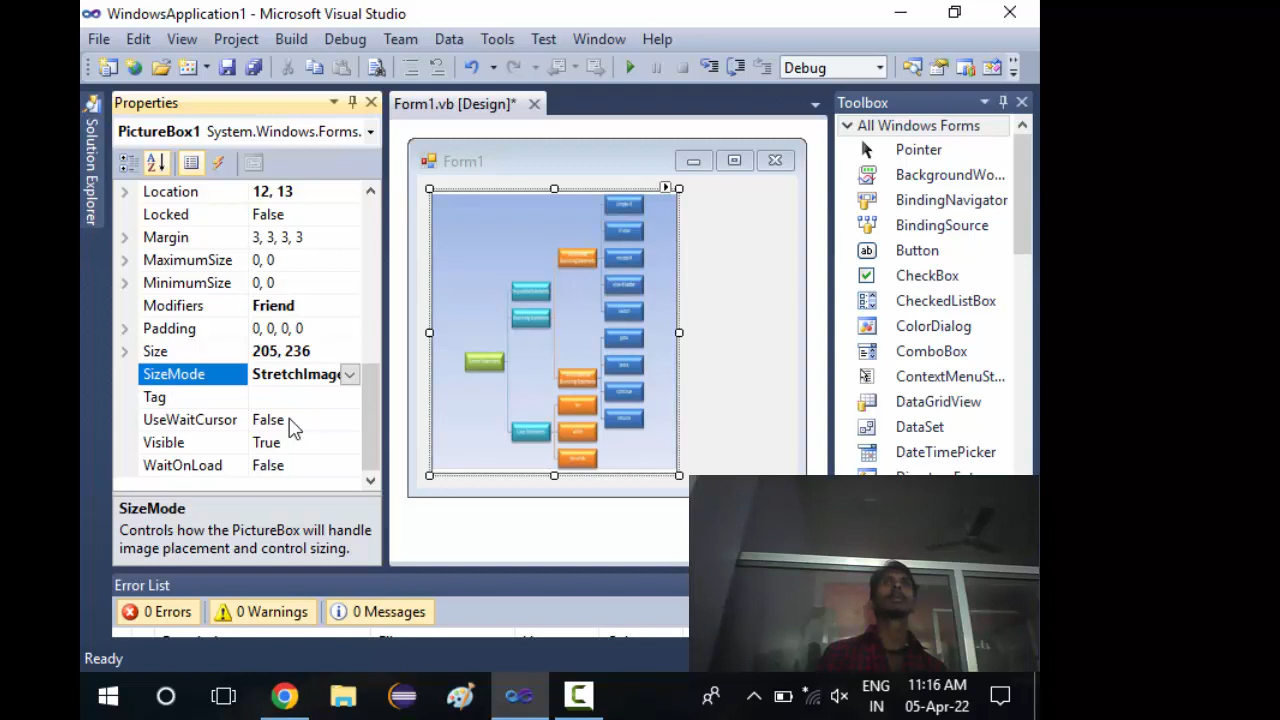 WindowsApplication1 - Microsoft Visual Studio
File Edit View Project Build Debug Team Data Tools Test Window Help
Debug
Solution Explorer
Properties
PictureBox1 System.Windows.Forms.
Location 12, 13
Locked False
Margin 3, 3, 3, 3
MaximumSize 0, 0
MinimumSize 0, 0
Modifiers Friend
Padding 0, 0, 0, 0
Size 205, 236
SizeMode StretchImage
Tag
UseWaitCursor False
Visible True
WaitOnLoad False
SizeMode
Controls how the PictureBox will handle
image placement and control sizing.
Form1.vb [Design]*
Form1
Toolbox
All Windows Forms
Pointer
BackgroundWo...
BindingNavigator
BindingSource
Button
CheckBox
CheckedListBox
ColorDialog
ComboBox
ContextMenuSt...
DataGridView
DataSet
DateTimePicker
Error List
0 Errors 0 Warnings 0 Messages
Ready
ENG
IN
11:16 AM
05-Apr-22